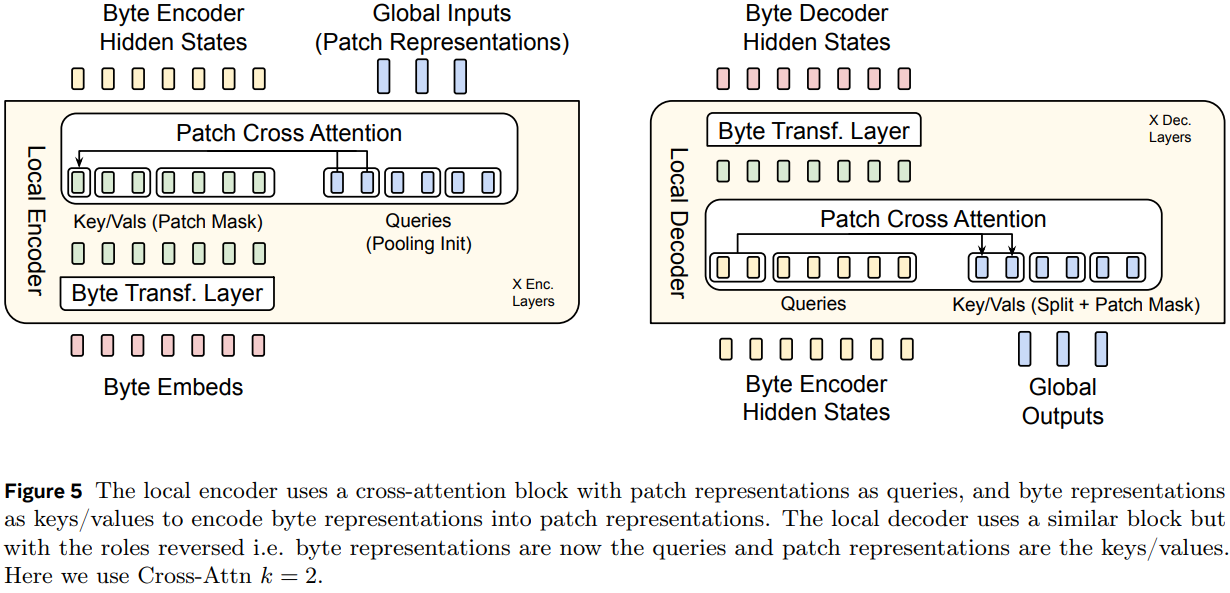 Byte Encoder
Hidden States
Global Inputs
(Patch Representations)
Patch Cross Attention
Local Encoder
Key/Vals (Patch Mask)
Queries
(Pooling Init)
Byte Transf. Layer
X Enc.
Layers
Byte Embeds
Byte Decoder
Hidden States
Byte Transf. Layer
X Dec.
Layers
Local Decoder
Patch Cross Attention
Queries
Key/Vals (Split + Patch Mask)
Byte Encoder
Hidden States
Global
Outputs
Figure 5 The local encoder uses a cross-attention block with patch representations as queries, and byte representations
as keys/values to encode byte representations into patch representations. The local decoder uses a similar block but
with the roles reversed i.e. byte representations are now the queries and patch representations are the keys/values.
Here we use Cross-Attn k = 2.